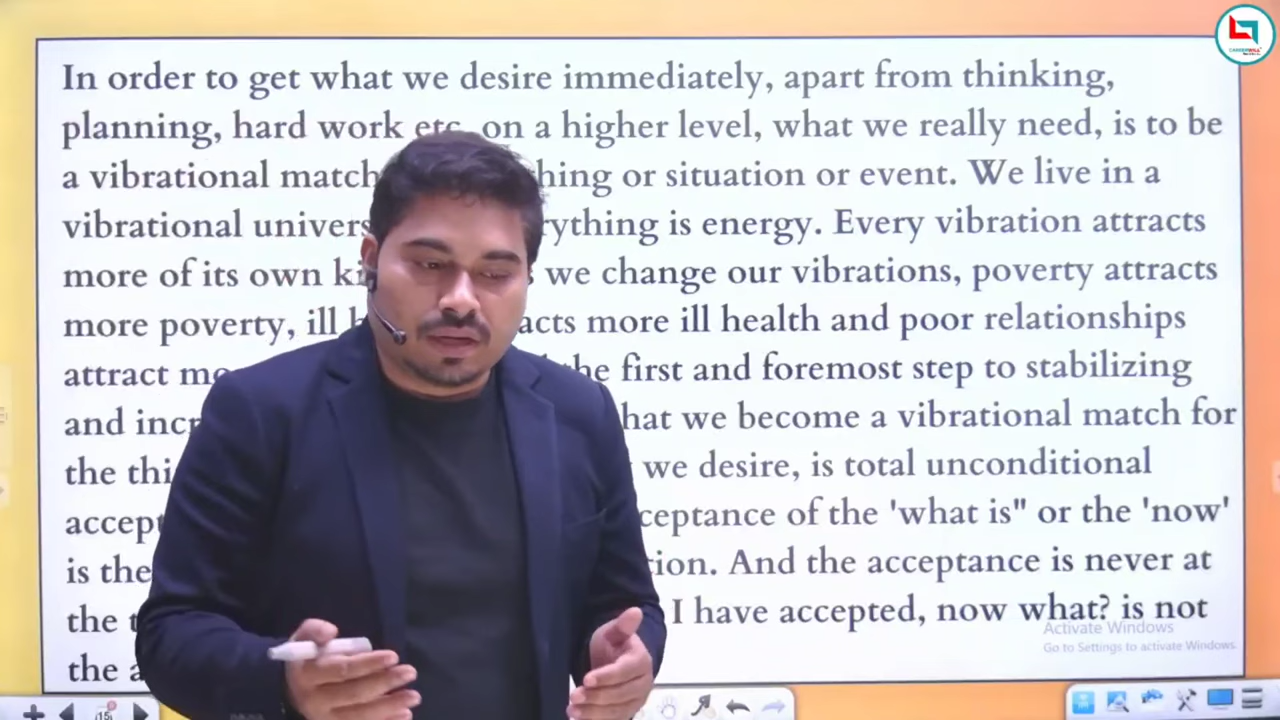 In order to get what we desire immediately, apart from thinking,
planning, hard work etc. on a higher level, what we really need, is to be
a vibrational match hing or situation or event. We live in a
vibrational univers rything is energy. Every vibration attracts
more of its own we change our vibrations, poverty attracts
more poverty, ill acts more ill health and poor relationships
attract the first and foremost step to stabilizing
and incr hat we become a vibrational match for
the thi we desire, is total unconditional
accept ceptance of the 'what is" or the 'now'
is the tion. And the acceptance is never at
the I have accepted, now what? is not
the
Activate Windows
Go to Settings to activate Windows.
CAREERWILL
15